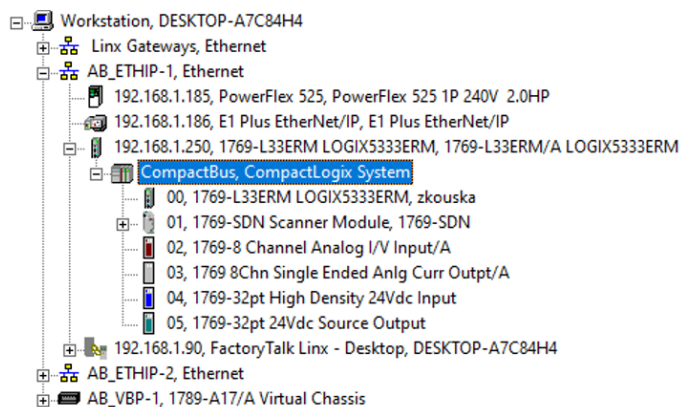 Workstation, DESKTOP-A7C84H4
Linx Gateways, Ethernet
AB_ETHIP-1, Ethernet
192.168.1.185, PowerFlex 525, PowerFlex 525 1P 240V  2.0HP
192.168.1.186, E1 Plus EtherNet/IP, E1 Plus EtherNet/IP
192.168.1.250, 1769-L33ERM LOGIX5333ERM, 1769-L33ERM/A LOGIX5333ERM
CompactBus, CompactLogix System
00, 1769-L33ERM LOGIX5333ERM, zkouska
01, 1769-SDN Scanner Module, 1769-SDN
02, 1769-8 Channel Analog I/V Input/A
03, 1769 8Chn Single Ended Anlg Curr Outpt/A
04, 1769-32pt High Density 24Vdc Input
05, 1769-32pt 24Vdc Source Output
192.168.1.90, FactoryTalk Linx - Desktop, DESKTOP-A7C84H4
AB_ETHIP-2, Ethernet
AB_VBP-1, 1789-A17/A Virtual Chassis